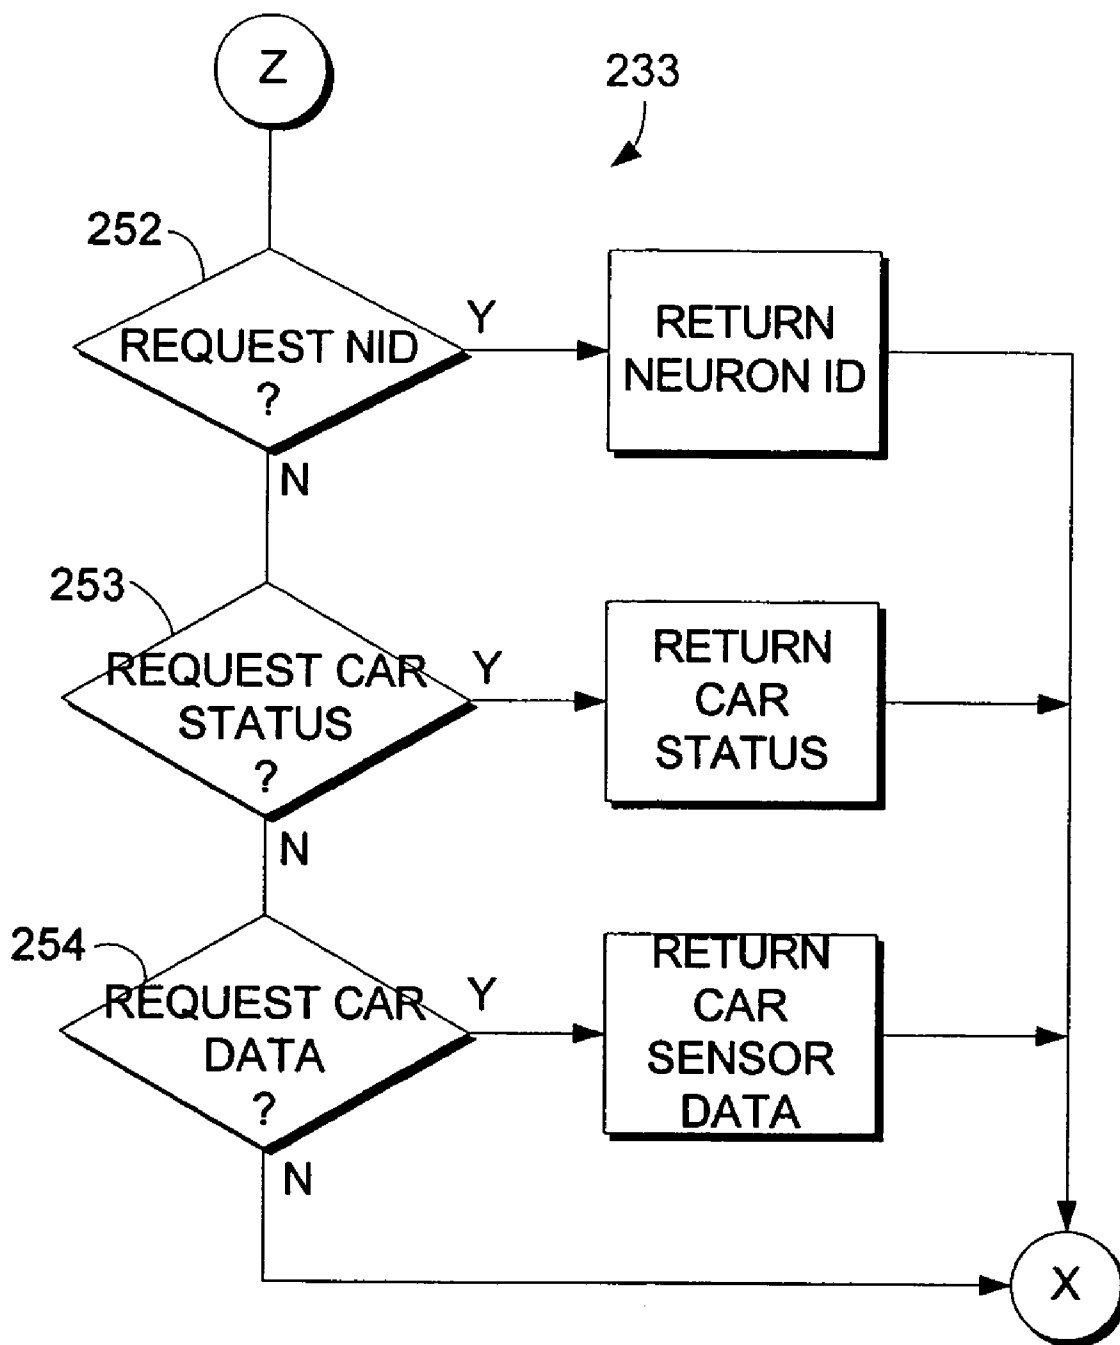 Z
233
252
REQUEST NID
?
Y
RETURN
NEURON ID
N
253
REQUEST CAR
STATUS
?
Y
RETURN
CAR
STATUS
N
254
REQUEST CAR
DATA
?
Y
RETURN
CAR
SENSOR
DATA
N
X